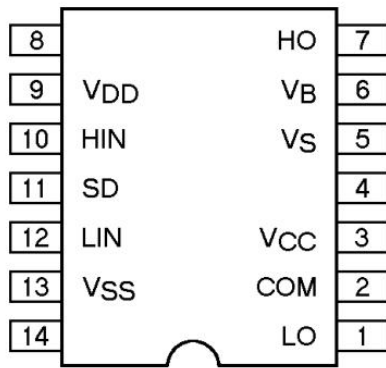 8 HO 7
9 VDD VB 6
10 HIN VS 5
11 SD 4
12 LIN VCC 3
13 VSS COM 2
14 LO 1